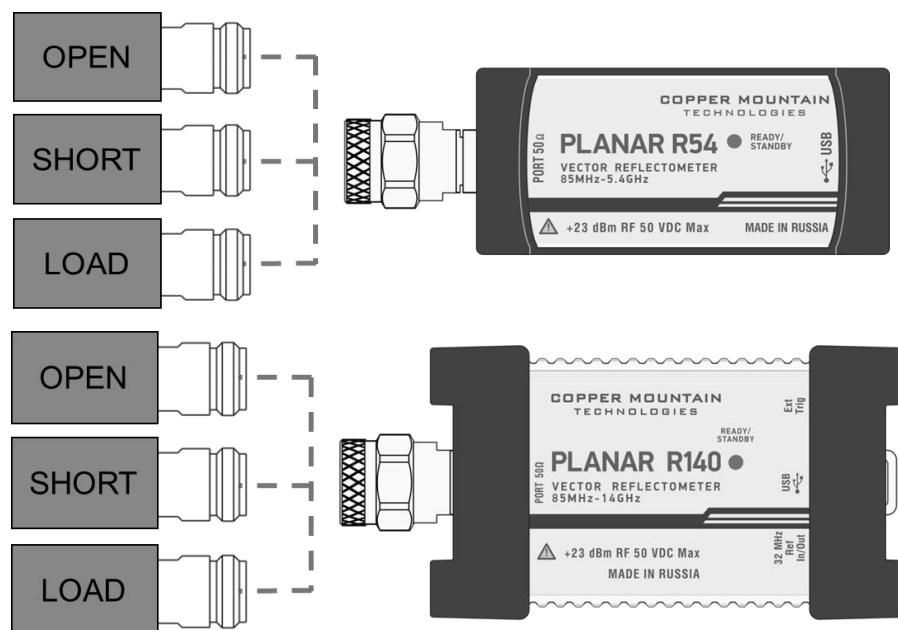 OPEN
SHORT
LOAD
COPPER MOUNTAIN
TECHNOLOGIES
PORT 50Ω
PLANAR R54
READY/
STANDBY
USB
VECTOR REFLECTOMETER
85MHz-5.4GHz
+23 dBm RF 50 VDC Max
MADE IN RUSSIA
OPEN
SHORT
LOAD
COPPER MOUNTAIN
TECHNOLOGIES
Ext
Trig
READY/
STANDBY
PORT 50Ω
PLANAR R140
USB
VECTOR REFLECTOMETER
85MHz-14GHz
32 MHz
Ref
In/Out
+23 dBm RF 50 VDC Max
MADE IN RUSSIA